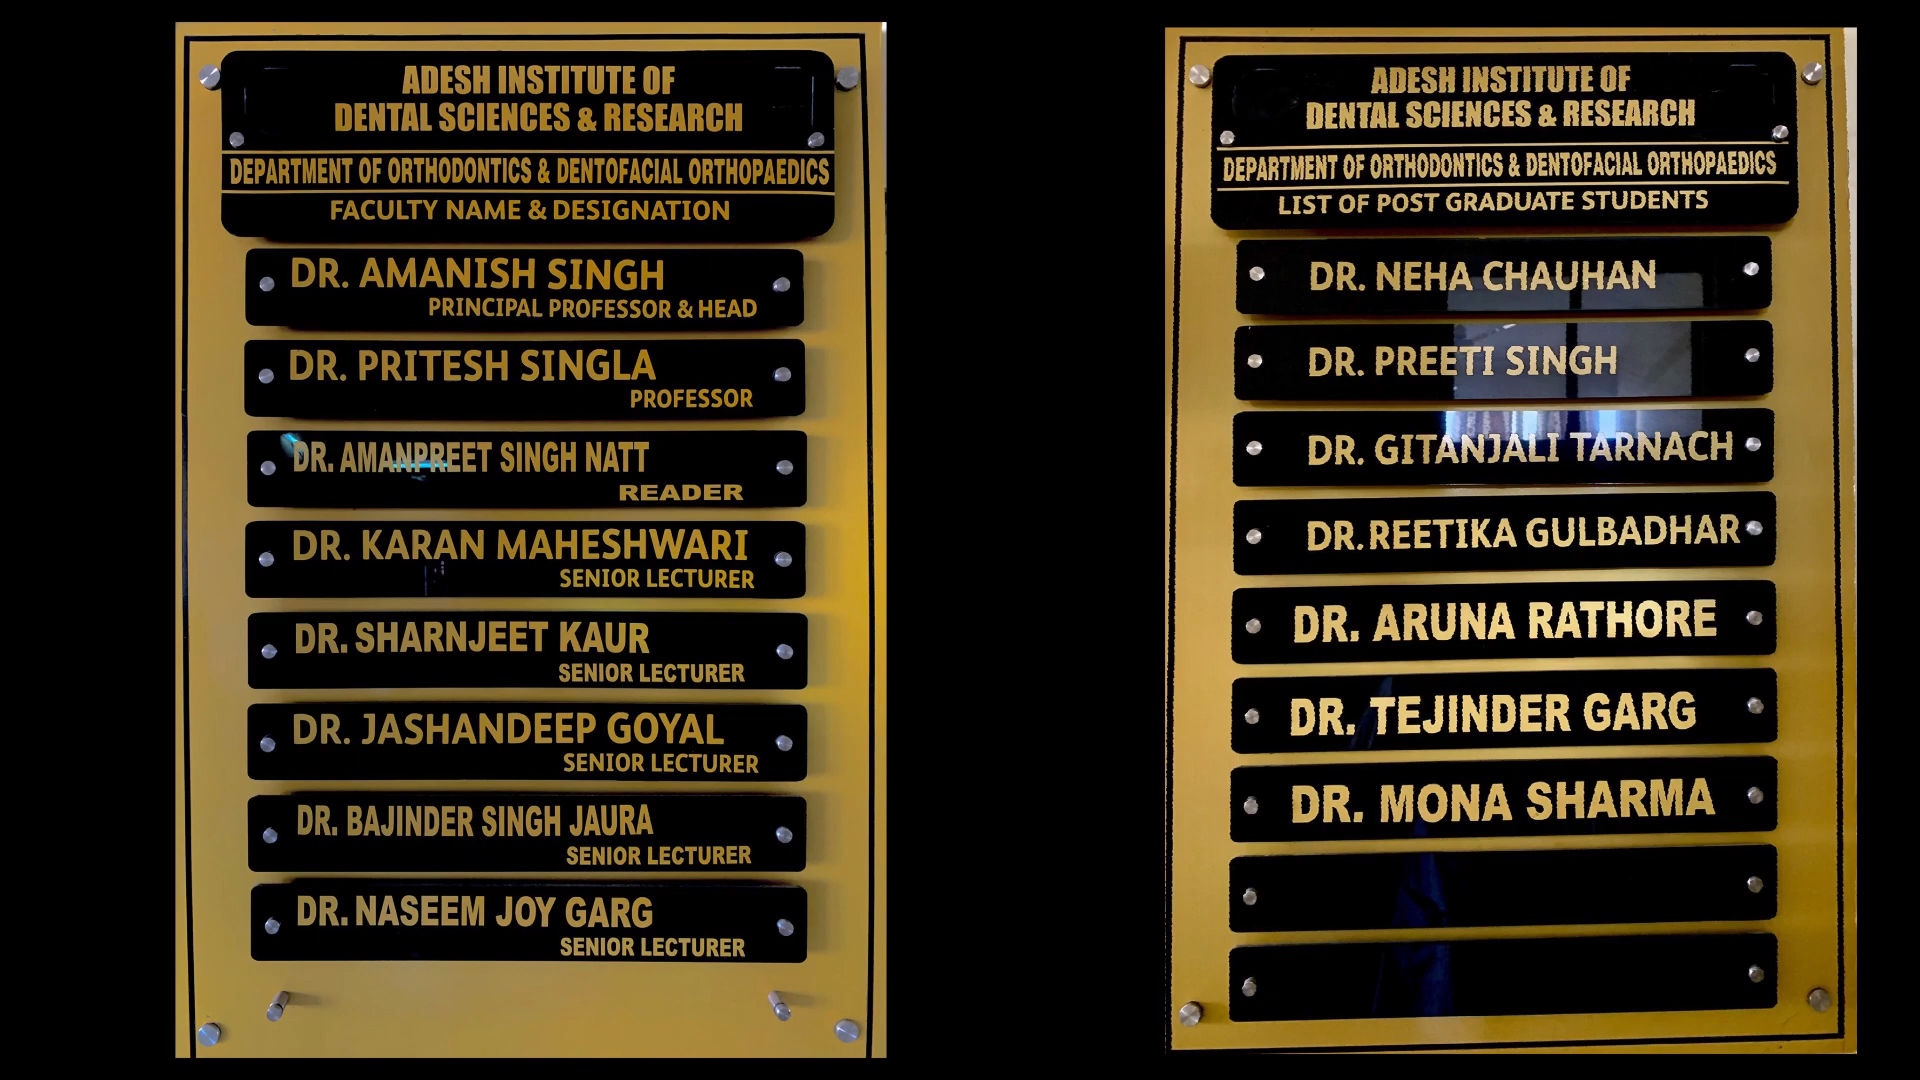 ADESH INSTITUTE OF
DENTAL SCIENCES & RESEARCH
DEPARTMENT OF ORTHODONTICS & DENTOFACIAL ORTHOPAEDICS
FACULTY NAME & DESIGNATION
DR. AMANISH SINGH
PRINCIPAL PROFESSOR & HEAD
DR. PRITESH SINGLA
PROFESSOR
DR. AMANPREET SINGH NATT
READER
DR. KARAN MAHESHWARI
SENIOR LECTURER
DR. SHARNJEET KAUR
SENIOR LECTURER
DR. JASHANDEEP GOYAL
SENIOR LECTURER
DR. BAJINDER SINGH JAURA
SENIOR LECTURER
DR. NASEEM JOY GARG
SENIOR LECTURER
ADESH INSTITUTE OF
DENTAL SCIENCES & RESEARCH
DEPARTMENT OF ORTHODONTICS & DENTOFACIAL ORTHOPAEDICS
LIST OF POST GRADUATE STUDENTS
DR. NEHA CHAUHAN
DR. PREETI SINGH
DR. GITANJALI TARNACH
DR. REETIKA GULBADHAR
DR. ARUNA RATHORE
DR. TEJINDER GARG
DR. MONA SHARMA